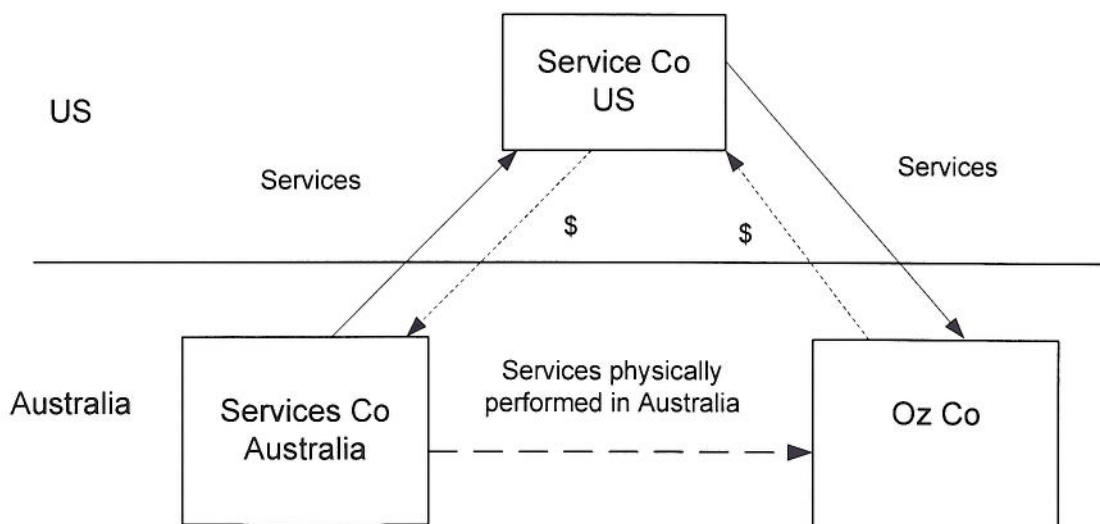 Service Co
US
US
Services
Services
$
$
Australia
Services Co
Australia
Services physically
performed in Australia
Oz Co